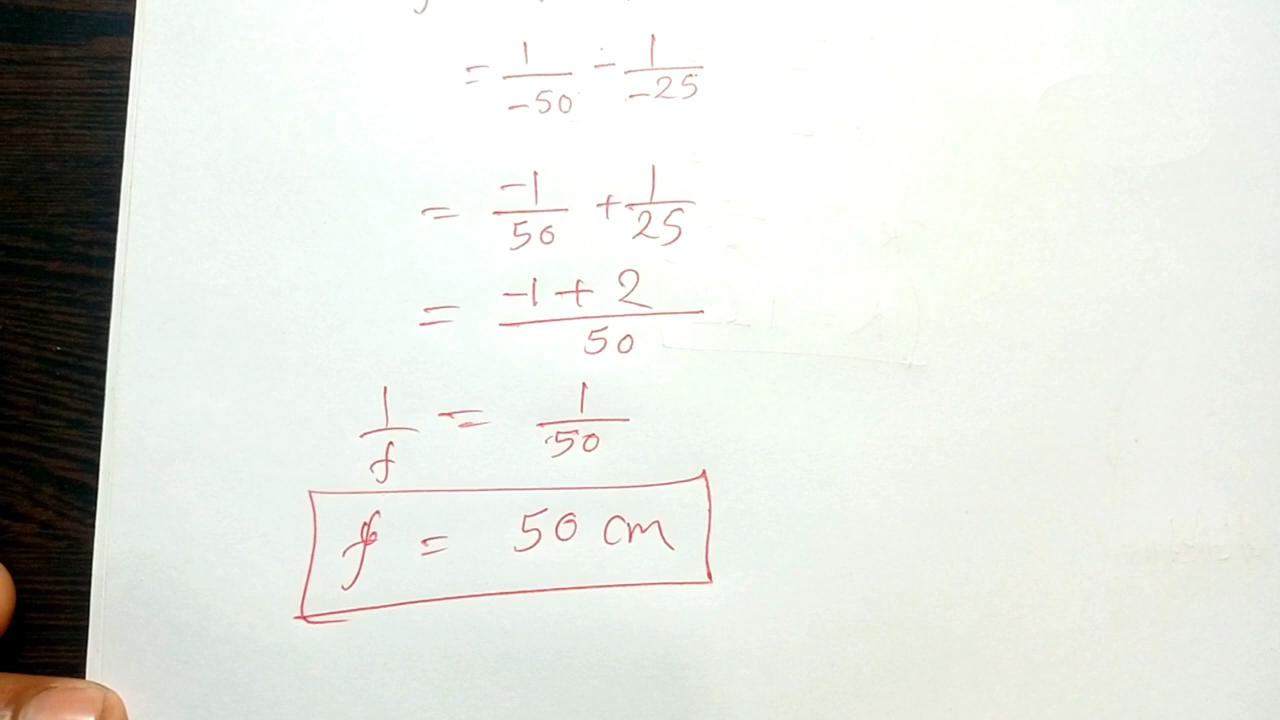 = 1/-50 - 1/-25
= -1/50 + 1/25
= -1 + 2/50
1/f = 1/50
f = 50 cm